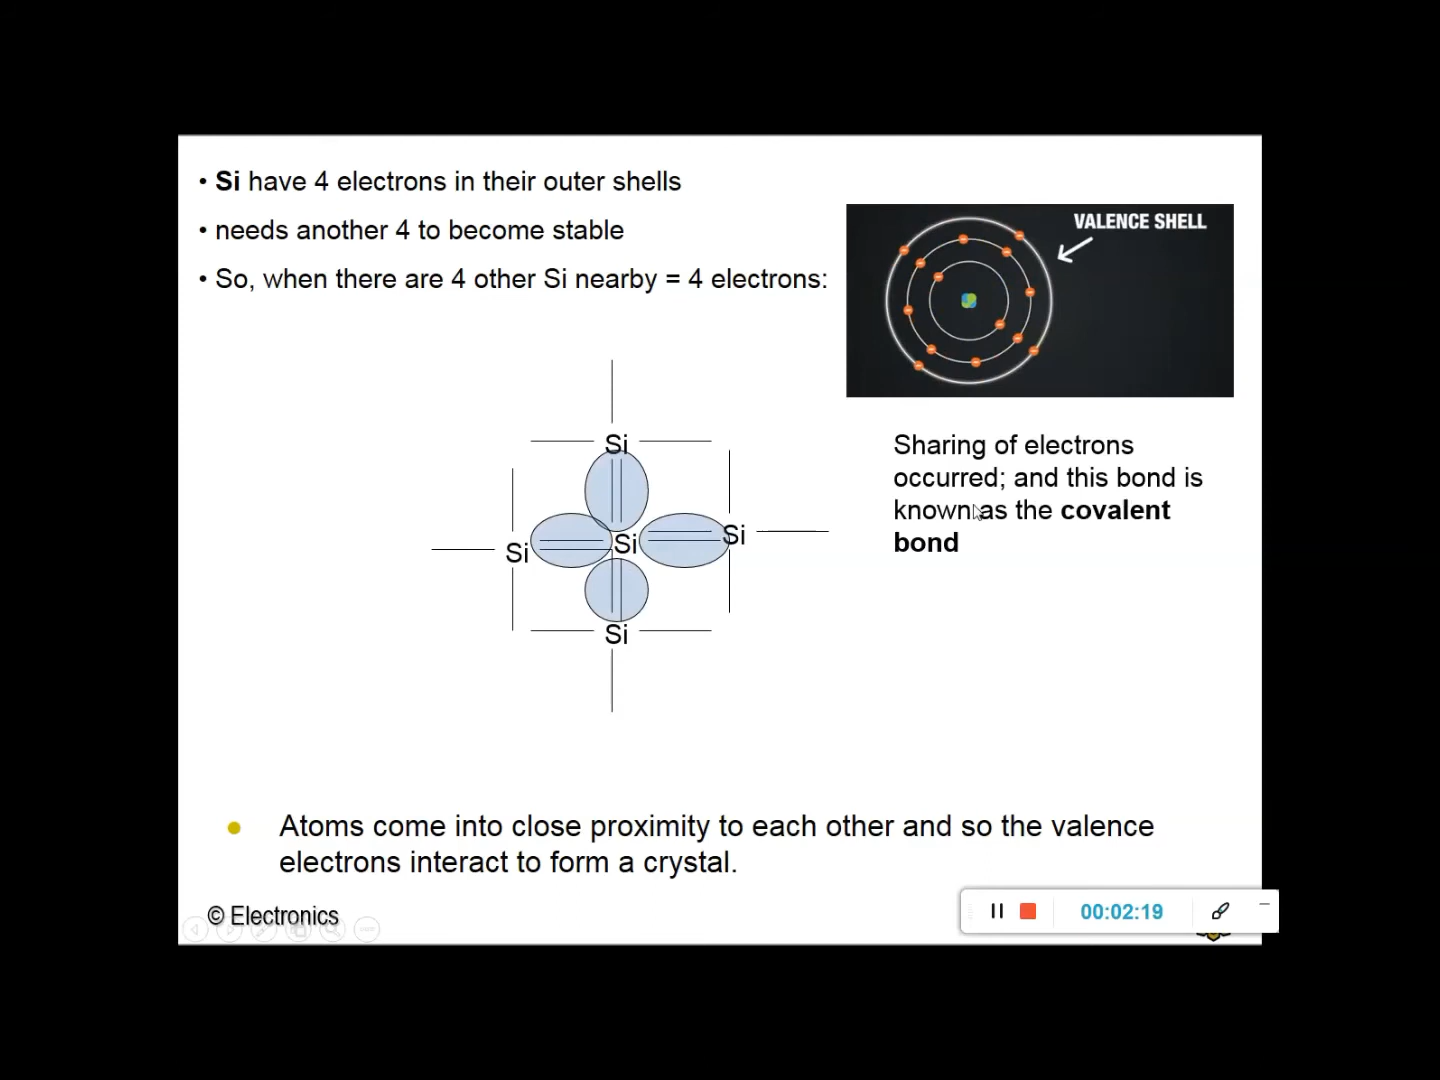 • Si have 4 electrons in their outer shells
• needs another 4 to become stable
• So, when there are 4 other Si nearby = 4 electrons:
VALENCE SHELL
Sharing of electrons
occurred; and this bond is
known as the covalent
bond
Si
Si
Si
Si
Si
• Atoms come into close proximity to each other and so the valence
electrons interact to form a crystal.
© Electronics
00:02:19